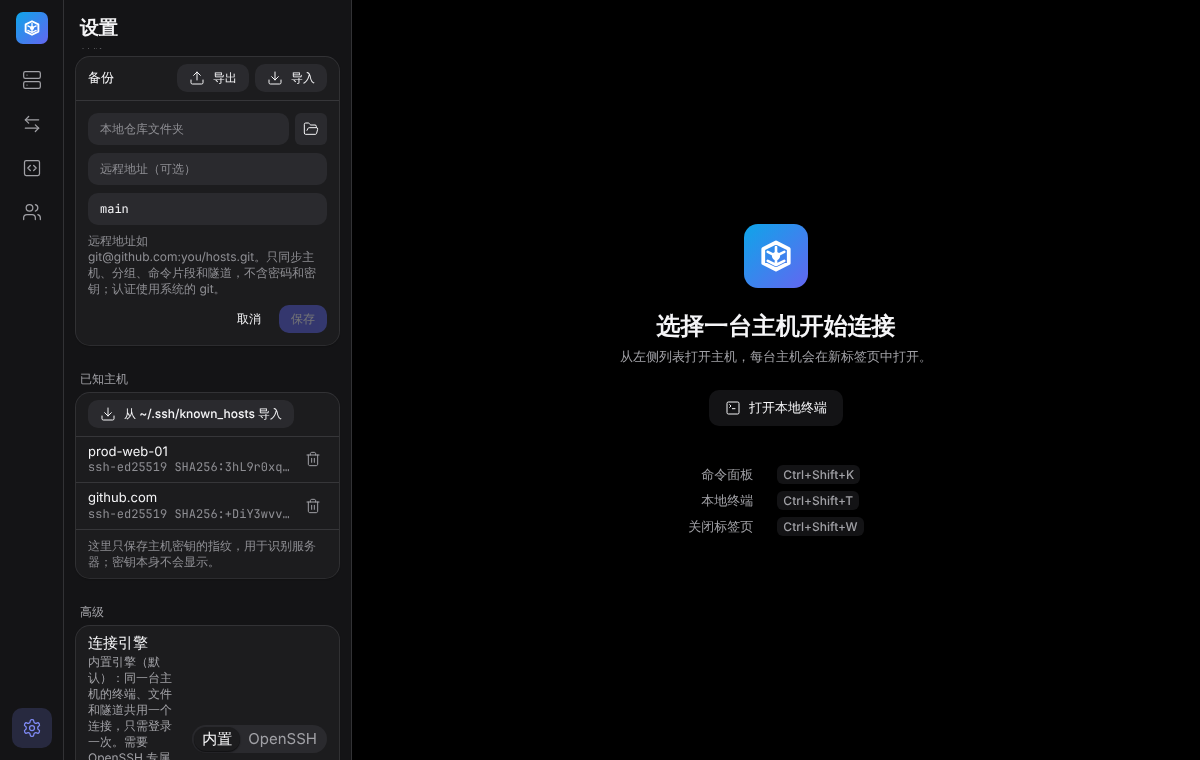 设置
备份
导出
导入
本地仓库文件夹
远程地址（可选）
main
远程地址如
git@github.com:you/hosts.git。只同步主
机、分组、命令片段和隧道，不含密码和密
钥；认证使用系统的 git。
取消
保存
已知主机
从 ~/.ssh/known_hosts 导入
prod-web-01
ssh-ed25519 SHA256:3hL9r0xq…
github.com
ssh-ed25519 SHA256:+DiY3wvv…
这里只保存主机密钥的指纹，用于识别服务
器；密钥本身不会显示。
高级
连接引擎
内置引擎（默
认）：同一台主
机的终端、文件
和隧道共用一个
连接，只需登录
一次。需要
OpenSSH 专属
内置
OpenSSH
选择一台主机开始连接
从左侧列表打开主机，每台主机会在新标签页中打开。
打开本地终端
命令面板 Ctrl+Shift+K
本地终端 Ctrl+Shift+T
关闭标签页 Ctrl+Shift+W